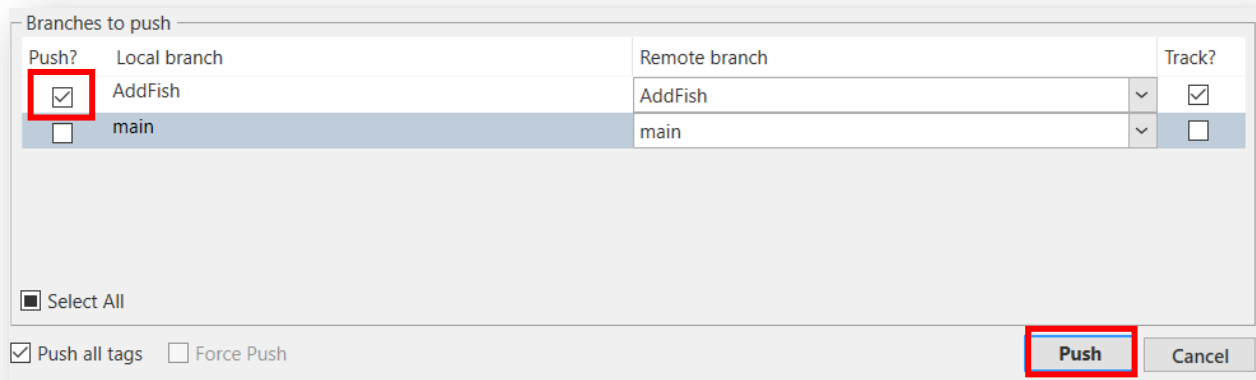 Branches to push
Push? Local branch Remote branch Track?
AddFish AddFish
main main
Select All
Push all tags Force Push Push Cancel